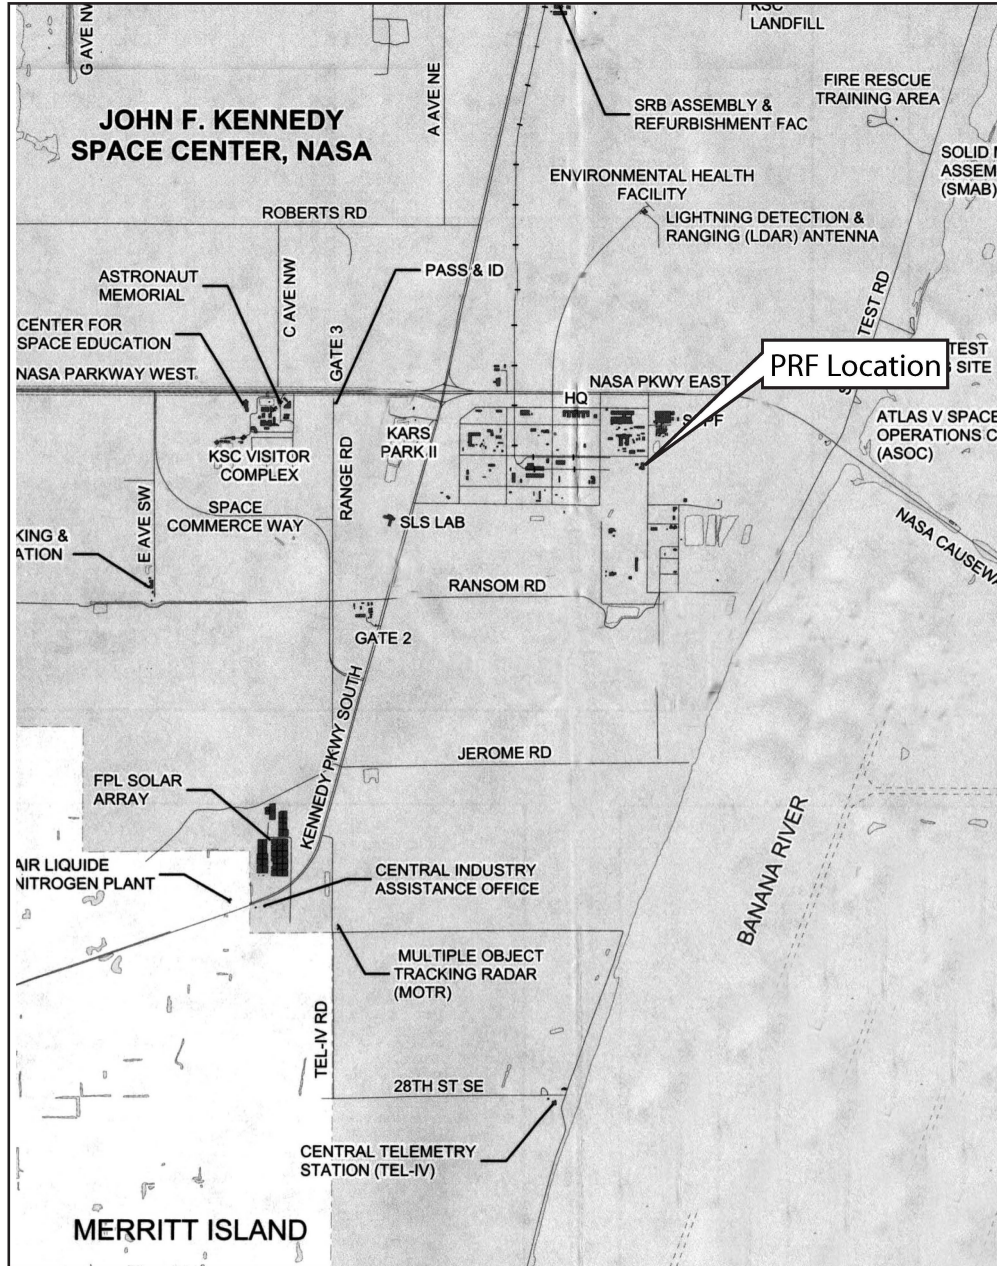 G AVE NW
KSC
LANDFILL
A AVE NE
FIRE RESCUE
TRAINING AREA
JOHN F. KENNEDY
SPACE CENTER, NASA
SRB ASSEMBLY &
REFURBISHMENT FAC
SOLID
ASSEM
(SMAB)
ENVIRONMENTAL HEALTH
FACILITY
LIGHTNING DETECTION &
RANGING (LDAR) ANTENNA
ROBERTS RD
C AVE NW
ASTRONAUT
MEMORIAL
PASS & ID
CENTER FOR
SPACE EDUCATION
GATE 3
TEST RD
NASA PARKWAY WEST
NASA PKWY EAST
PRF Location
TEST
SITE
HQ
KARS
PARK II
ATLAS V SPACE
OPERATIONS C
(ASOC)
KSC VISITOR
COMPLEX
RANGE RD
SPACE
COMMERCE WAY
SLS LAB
E AVE SW
KING &
ATION
NASA CAUSEWA
RANSOM RD
GATE 2
KENNEDY PKWY SOUTH
JEROME RD
FPL SOLAR
ARRAY
BANANA RIVER
AIR LIQUIDE
NITROGEN PLANT
CENTRAL INDUSTRY
ASSISTANCE OFFICE
MULTIPLE OBJECT
TRACKING RADAR
(MOTR)
TEL-IV RD
28TH ST SE
CENTRAL TELEMETRY
STATION (TEL-IV)
MERRITT ISLAND